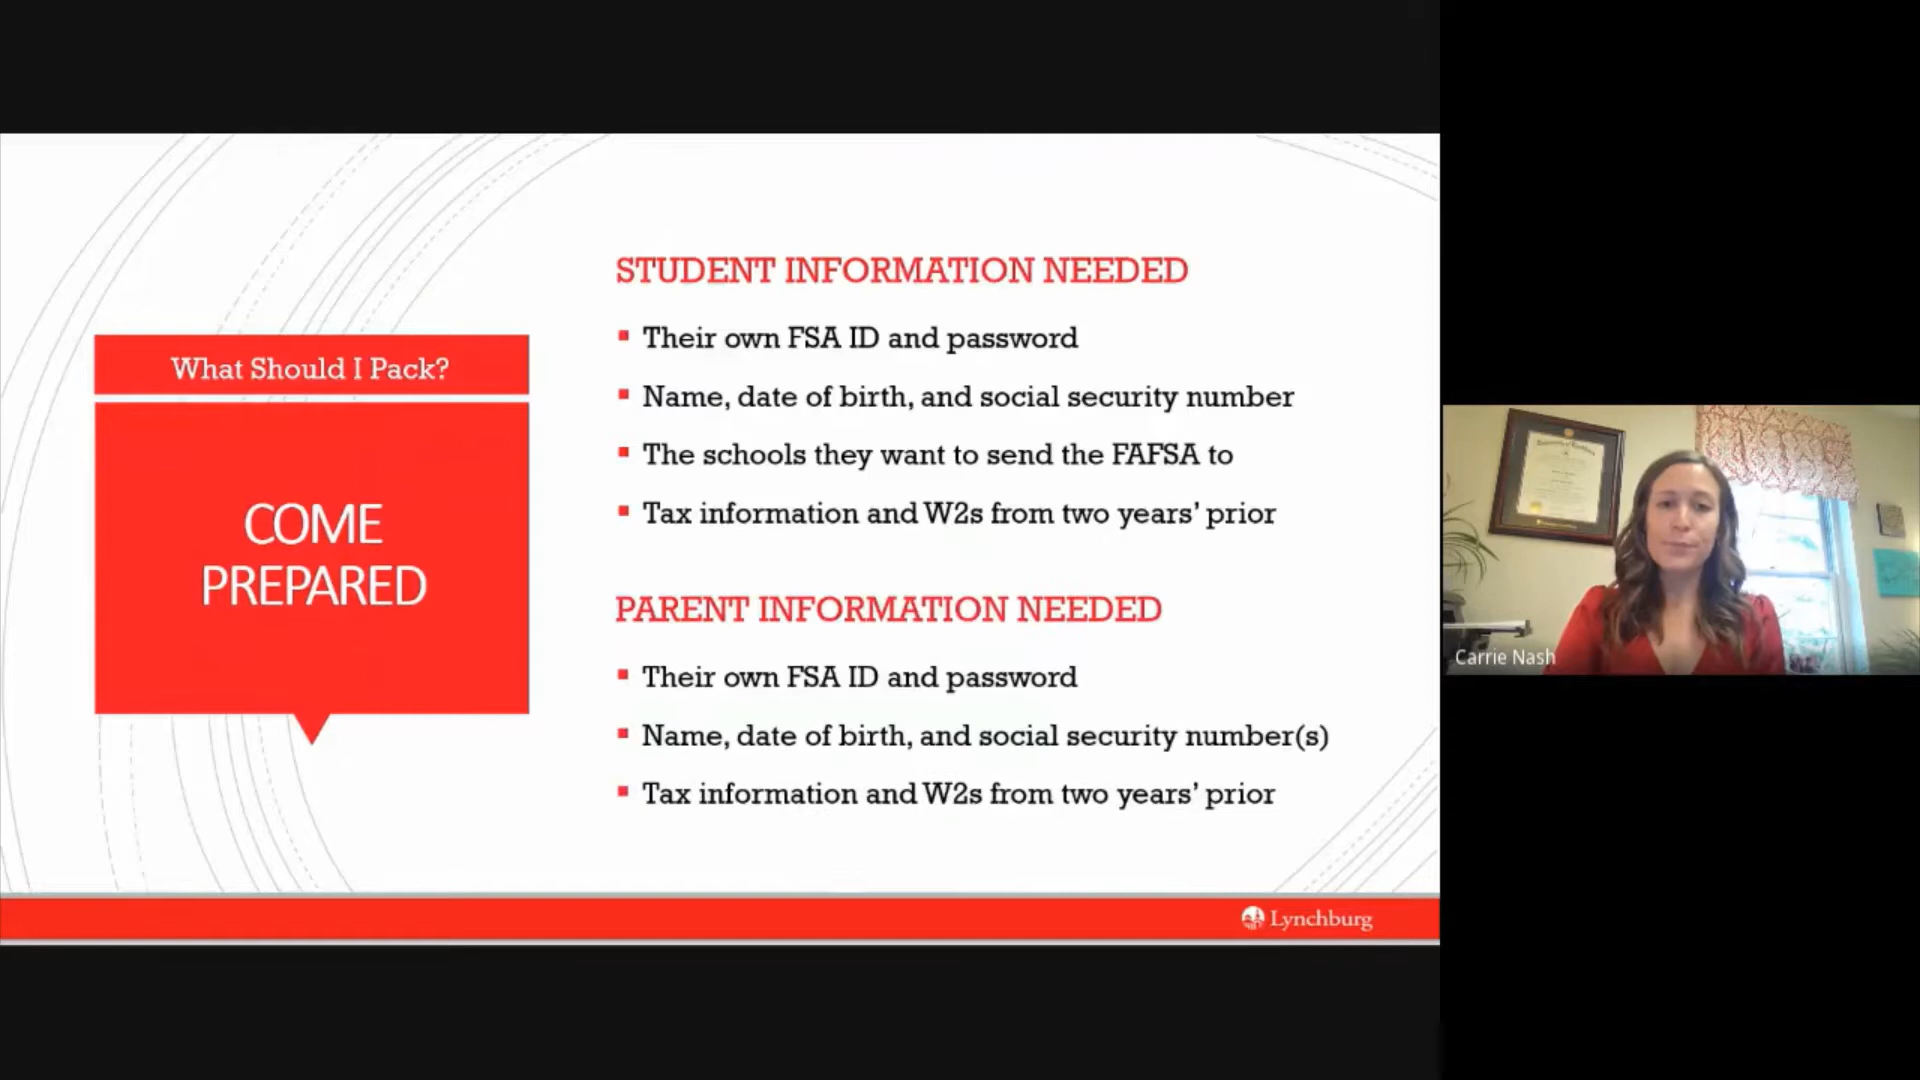 What Should I Pack?
COME
PREPARED
STUDENT INFORMATION NEEDED
Their own FSA ID and password
Name, date of birth, and social security number
The schools they want to send the FAFSA to
Tax information and W2s from two years’ prior
PARENT INFORMATION NEEDED
Their own FSA ID and password
Name, date of birth, and social security number(s)
Tax information and W2s from two years’ prior
Lynchburg
Carrie Nash